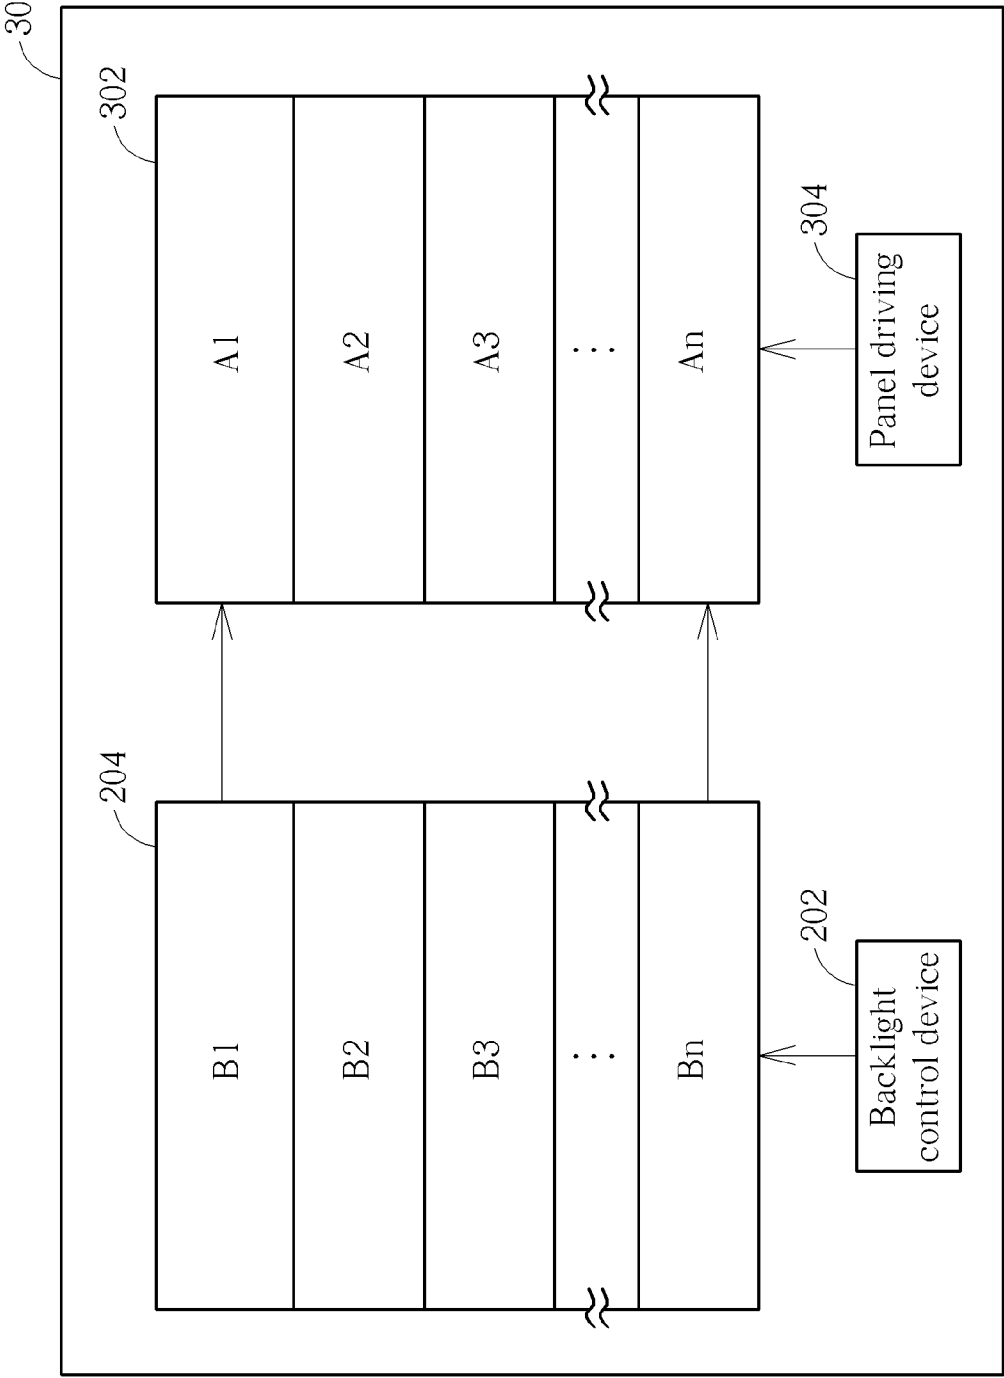 30
204
302
B1
B2
B3
...
Bn
A1
A2
A3
...
An
202
Backlight
control device
304
Panel driving
device